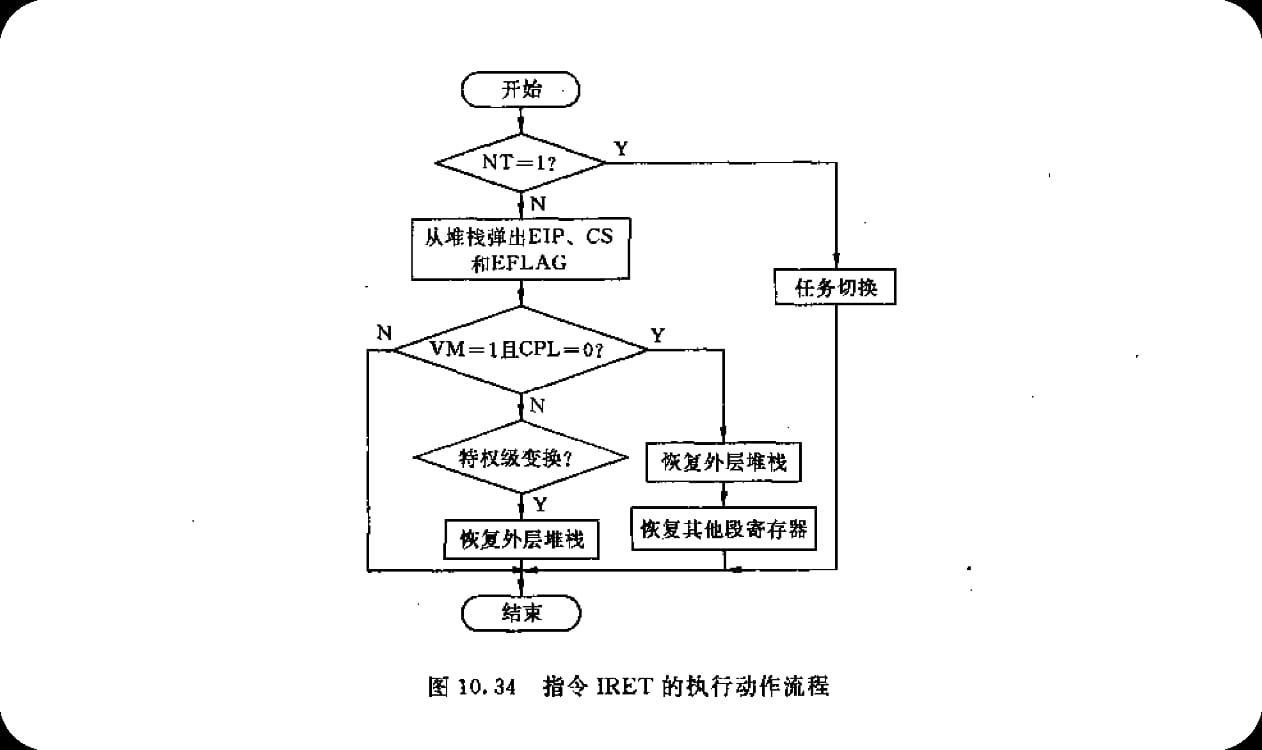 开始
NT=1?
Y
N
从堆栈弹出EIP、CS
和EFLAG
任务切换
N
VM=1且CPL=0?
Y
N
特权级变换?
恢复外层堆栈
Y
恢复外层堆栈
恢复其他段寄存器
结束
图 10.34 指令 IRET 的执行动作流程